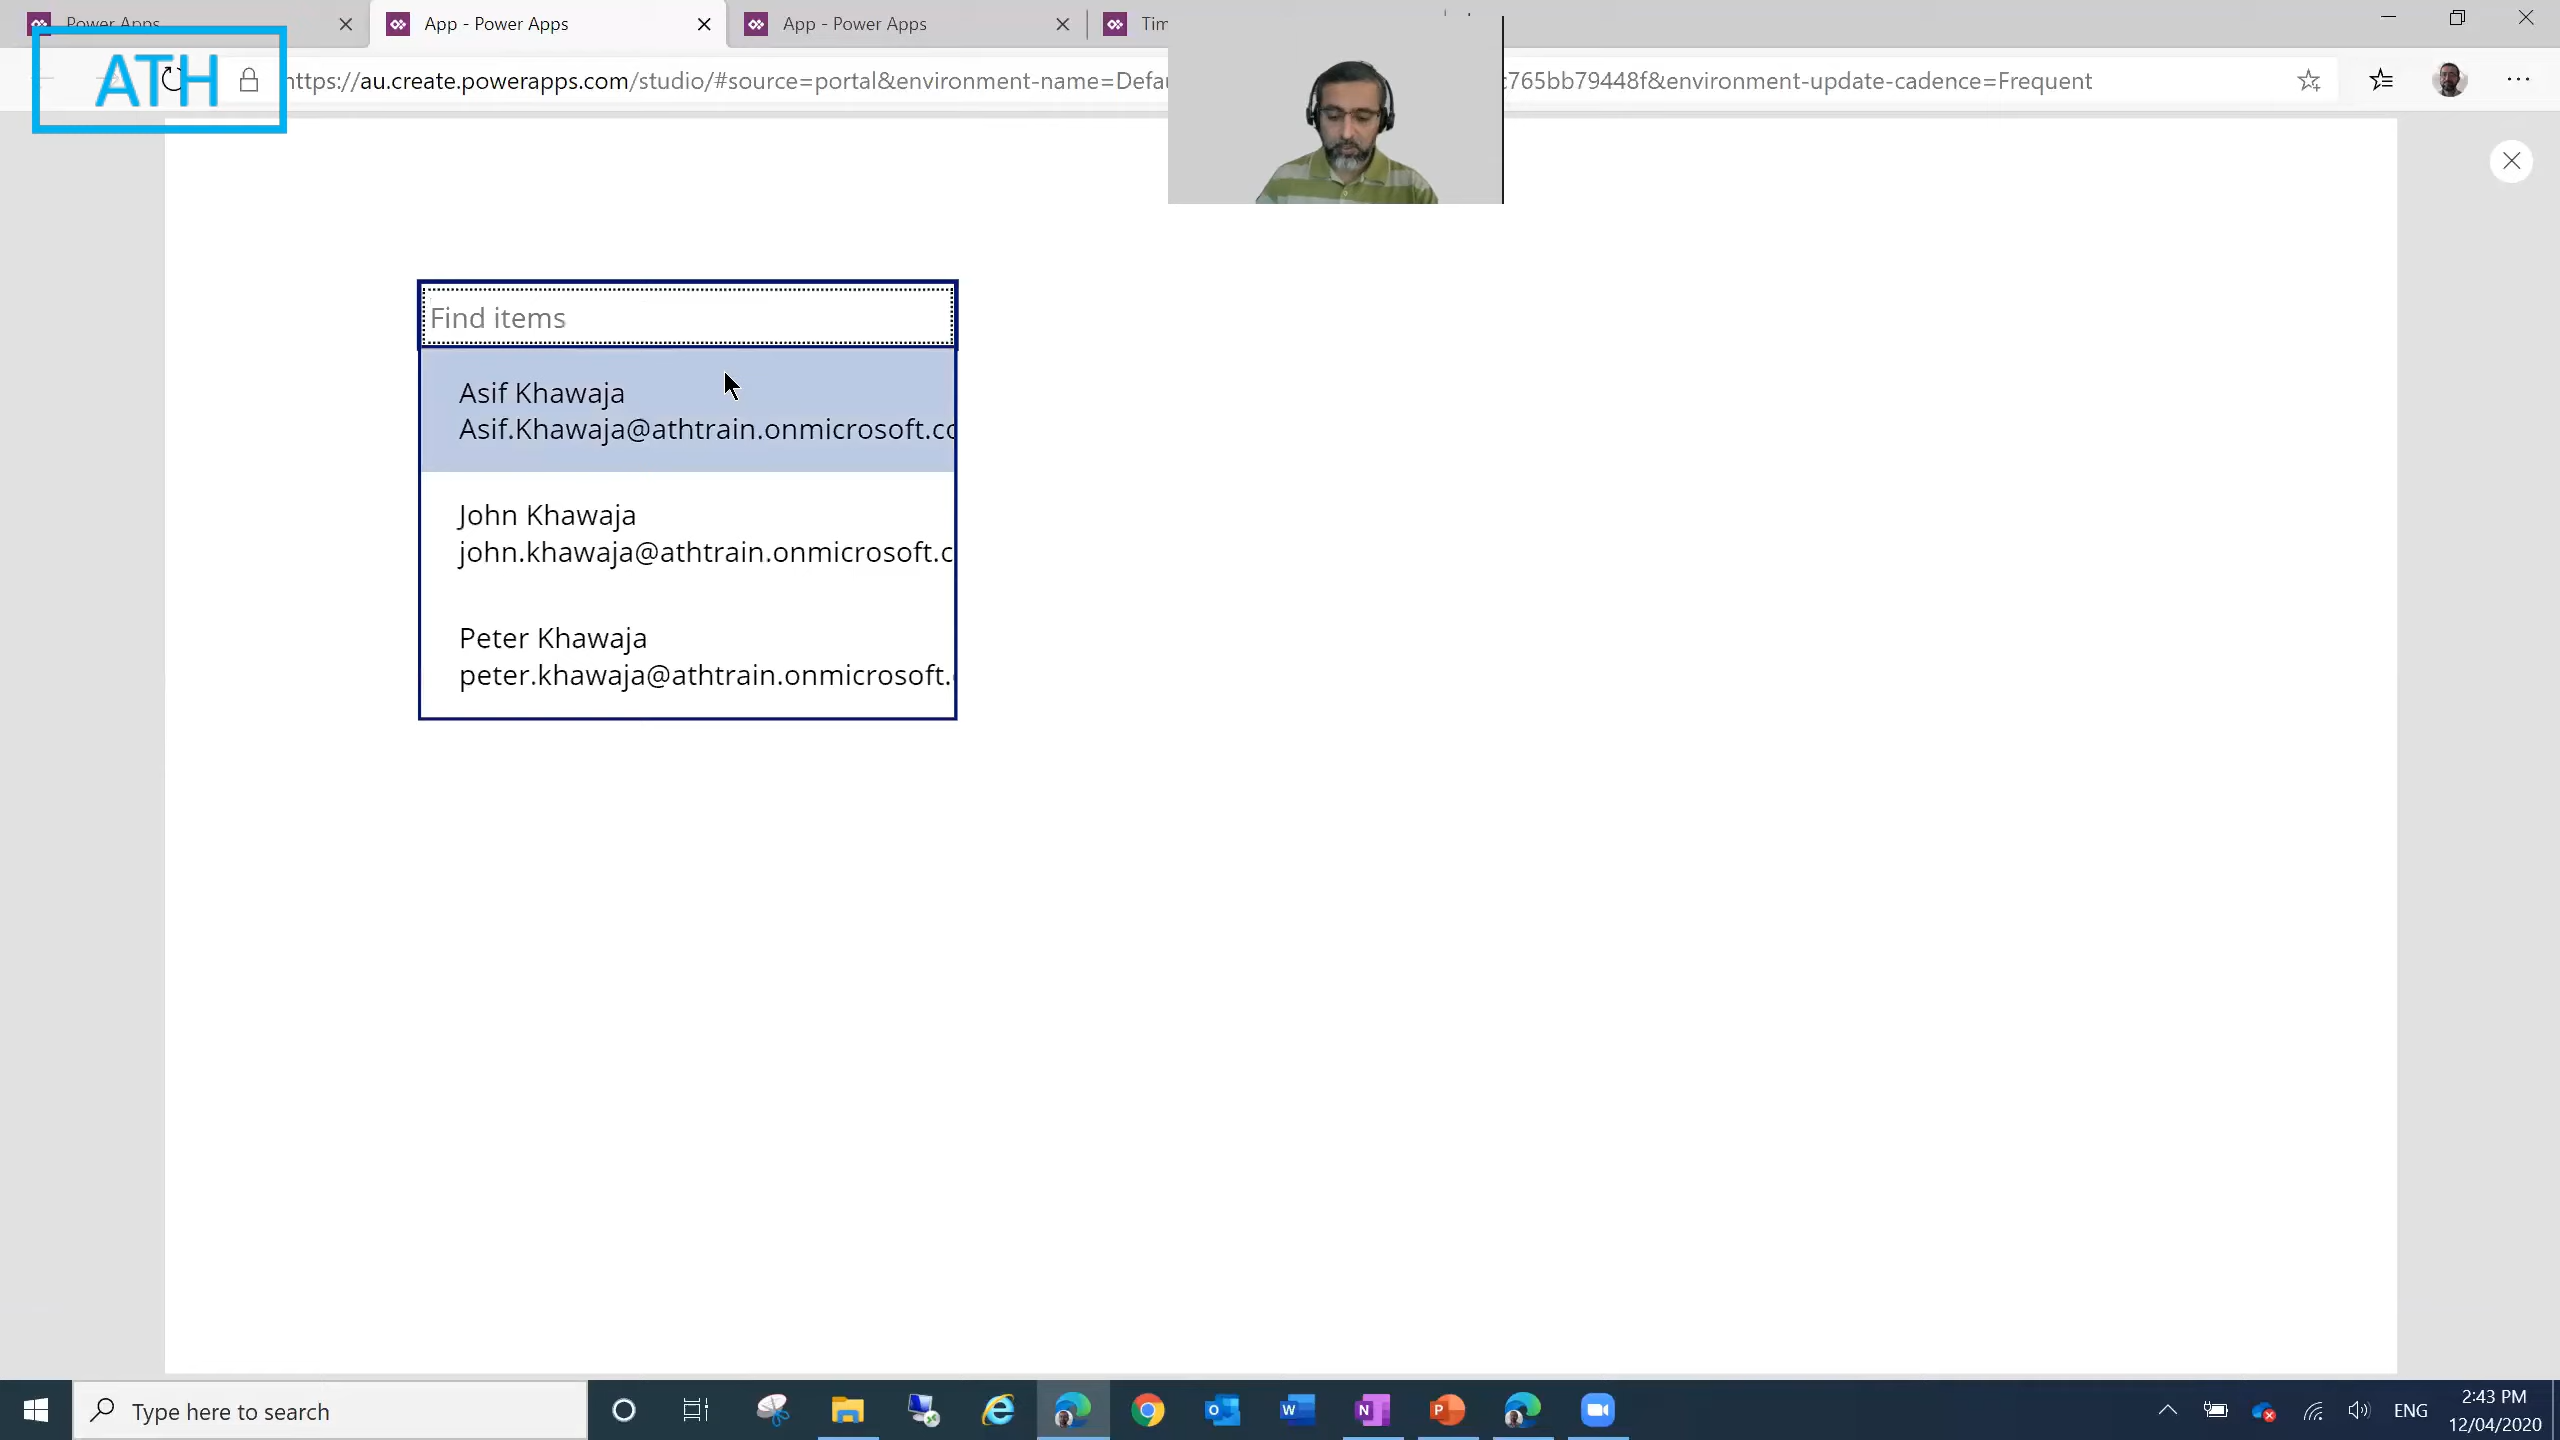 Power Apps
App - Power Apps
App - Power Apps
Tim
ATH
https://au.create.powerapps.com/studio/#source=portal&environment-name=Defau
c765bb79448f&environment-update-cadence=Frequent
Find items
Asif Khawaja
Asif.Khawaja@athtrain.onmicrosoft.co
John Khawaja
john.khawaja@athtrain.onmicrosoft.c
Peter Khawaja
peter.khawaja@athtrain.onmicrosoft.
Type here to search
ENG
2:43 PM
12/04/2020